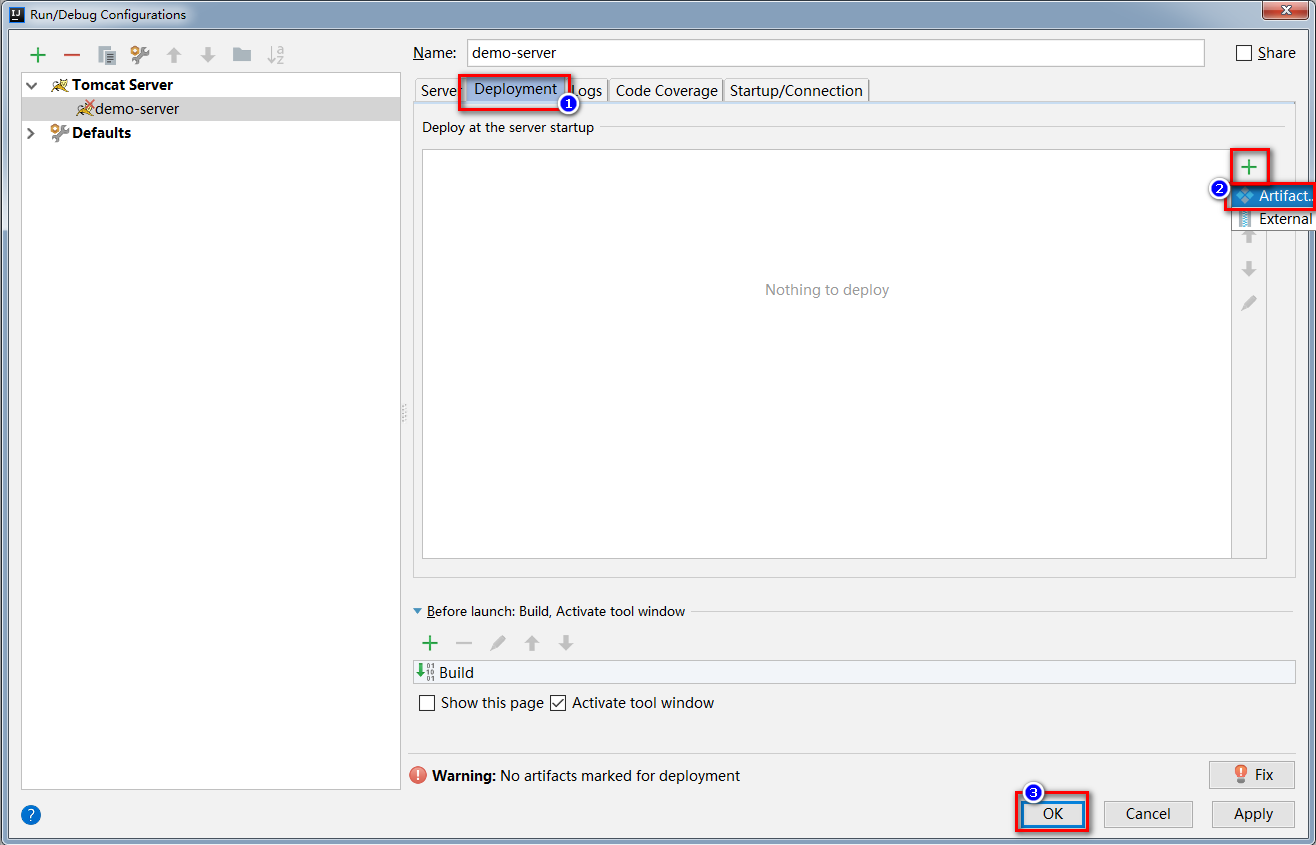 Run/Debug Configurations
Name: demo-server
Share
Tomcat Server
demo-server
Defaults
Server
Deployment
Logs
Code Coverage
Startup/Connection
1
Deploy at the server startup
2
Artifact..
External
Nothing to deploy
Before launch: Build, Activate tool window
Build
Show this page
Activate tool window
Warning: No artifacts marked for deployment
Fix
3
OK
Cancel
Apply
?